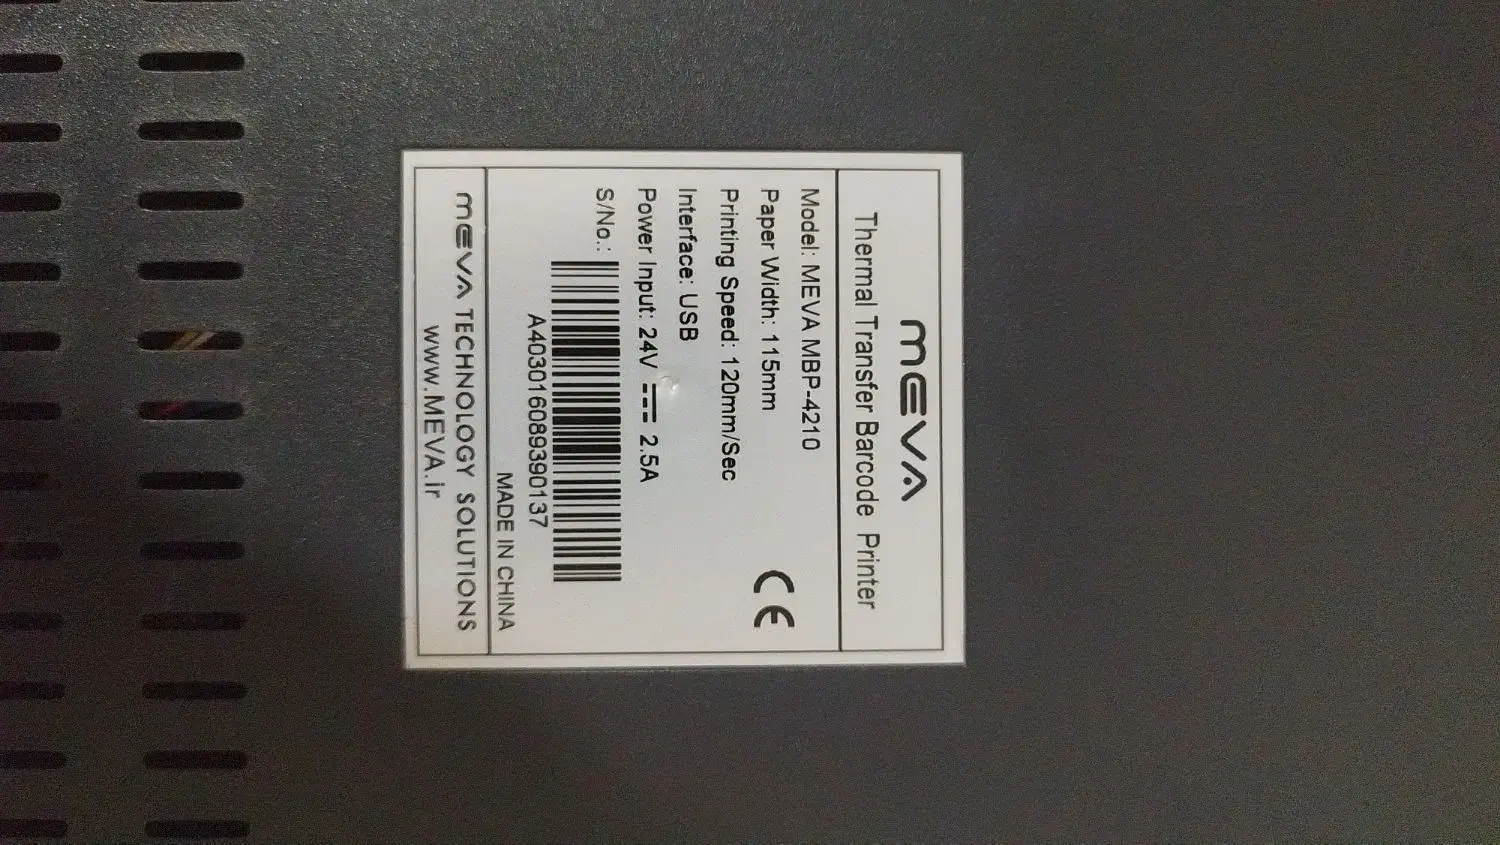 MEVA
Thermal Transfer Barcode Printer
Model: MEVA MBP-4210
Paper Width: 115mm
Printing Speed: 120mm/Sec
Interface: USB
Power Input: 24V ⎓ 2.5A
S/No.:
A403016089390137
CE
MADE IN CHINA
MEVA TECHNOLOGY SOLUTIONS
www.MEVA.ir